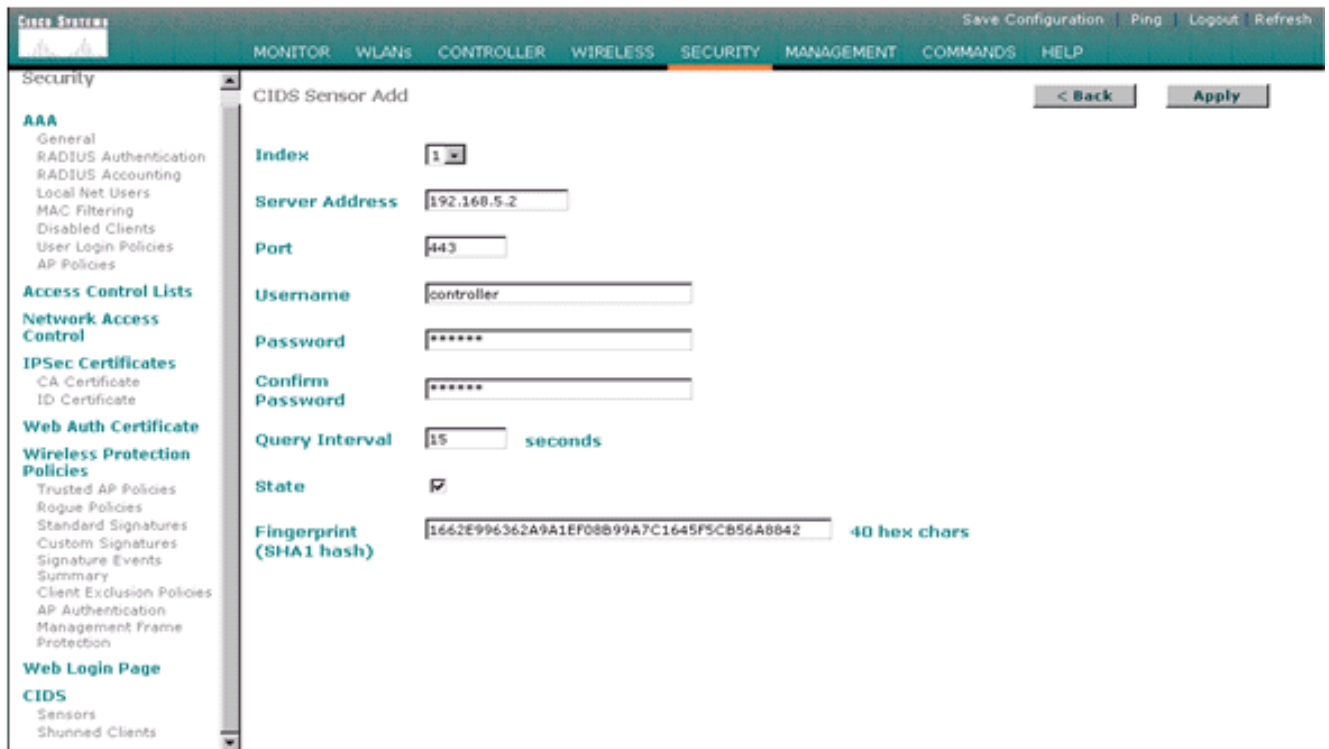 CISCO SYSTEMS
Save Configuration | Ping | Logout | Refresh
MONITOR WLANs CONTROLLER WIRELESS SECURITY MANAGEMENT COMMANDS HELP
Security
AAA
General
RADIUS Authentication
RADIUS Accounting
Local Net Users
MAC Filtering
Disabled Clients
User Login Policies
AP Policies
Access Control Lists
Network Access
Control
IPSec Certificates
CA Certificate
ID Certificate
Web Auth Certificate
Wireless Protection
Policies
Trusted AP Policies
Rogue Policies
Standard Signatures
Custom Signatures
Signature Events
Summary
Client Exclusion Policies
AP Authentication
Management Frame
Protection
Web Login Page
CIDS
Sensors
Shunned Clients
CIDS Sensor Add
< Back Apply
Index 1
Server Address 192.168.5.2
Port 443
Username controller
Password ******
Confirm
Password ******
Query Interval 15 seconds
State
Fingerprint 1662E996362A9A1EF08B99A7C1645F5CB56A8842 40 hex chars
(SHA1 hash)